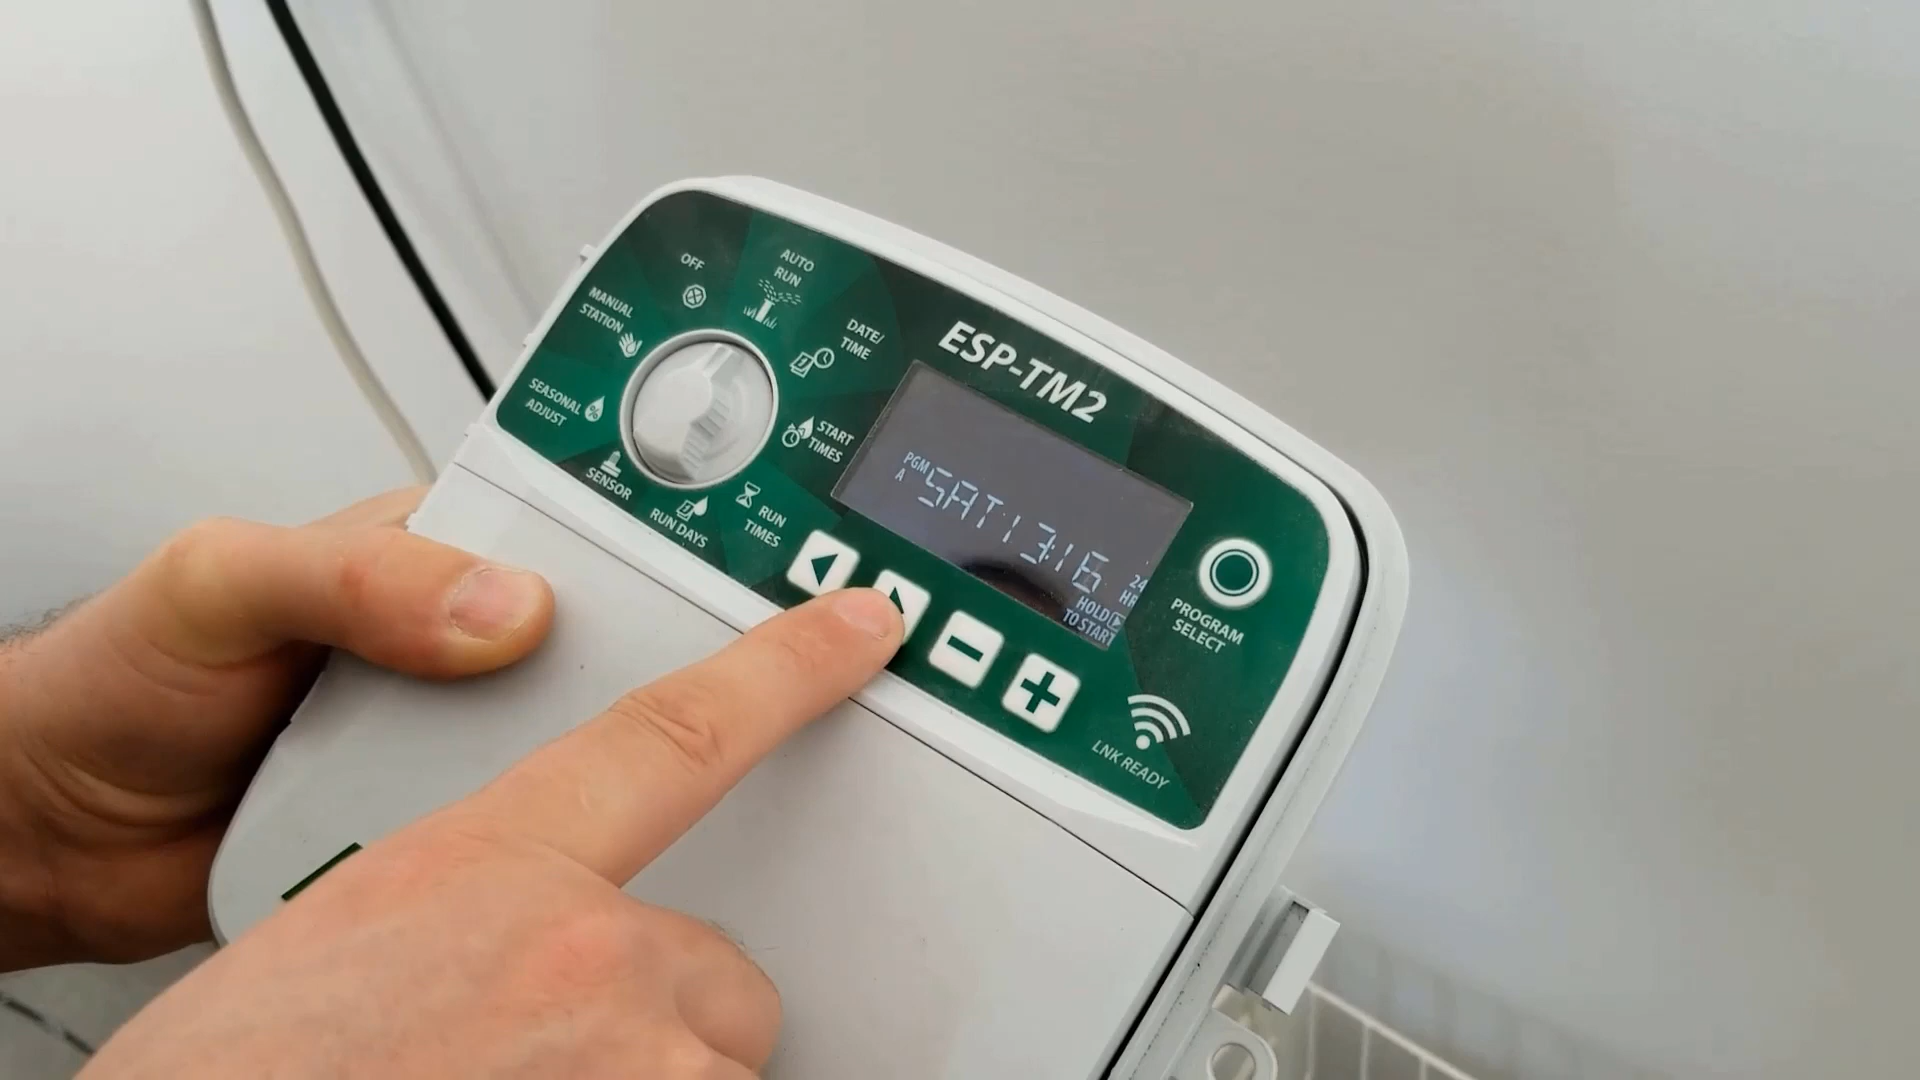 OFF
AUTO
RUN
MANUAL
STATION
DATE/
TIME
ESP-TM2
SEASONAL
ADJUST
%
START
TIMES
PGM
A
SAT 13:16
24
HR
HOLD
TO START
SENSOR
RUN DAYS
RUN
TIMES
PROGRAM
SELECT
LNK READY